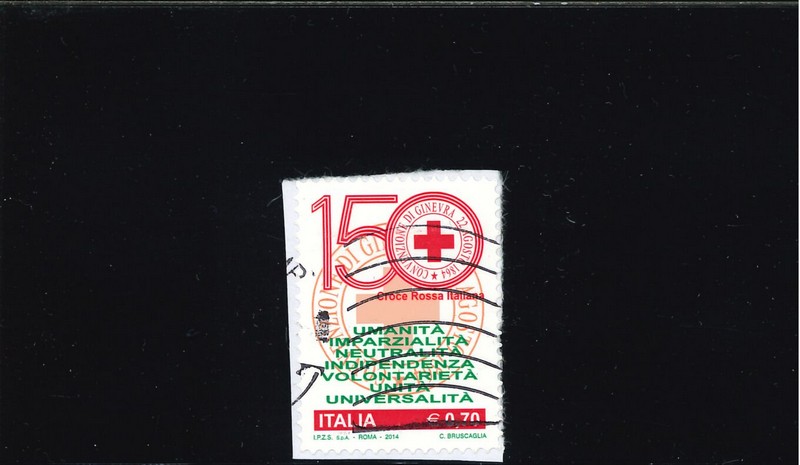 150
CONVENZIONE DI GINEVRA 22 AGOSTO 1864
Croce Rossa Italiana
UMANITÀ
IMPARZIALITÀ
NEUTRALITÀ
INDIPENDENZA
VOLONTARIETÀ
UNITÀ
UNIVERSALITÀ
ITALIA €0,70
I.P.Z.S. S.p.A. - ROMA - 2014 C. BRUSCAGLIA